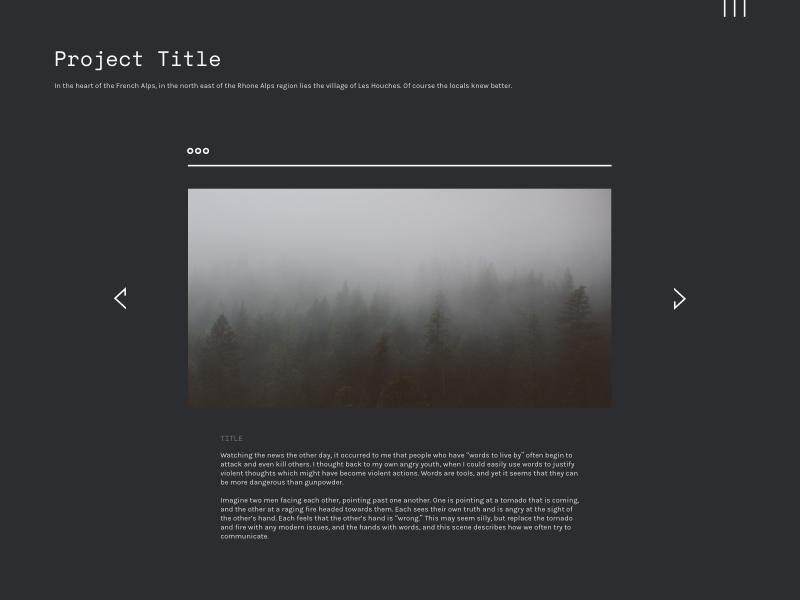 Project Title
In the heart of the French Alps, in the north east of the Rhone Alps region lies the village of Les Houches. Of course the locals knew better.
TITLE
Watching the news the other day, it occurred to me that people who have "words to live by" often begin to
attack and even kill others. I thought back to my own angry youth, when I could easily use words to justify
violent thoughts which might have become violent actions. Words are tools, and yet it seems that they can
be more dangerous than gunpowder.
Imagine two men facing each other, pointing past one another. One is pointing at a tornado that is coming,
and the other at a raging fire headed towards them. Each sees their own truth and is angry at the sight of
the other's hand. Each feels that the other's hand is "wrong." This may seem silly, but replace the tornado
and fire with any modern issues, and the hands with words, and this scene describes how we often try to
communicate.